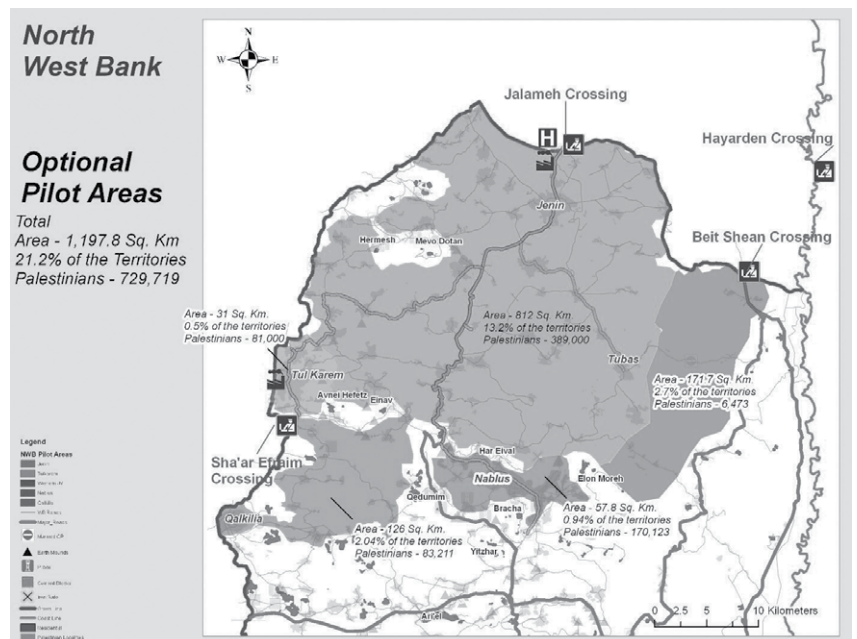 North
West Bank
Optional
Pilot Areas
Total
Area - 1,197.8 Sq. Km
21.2% of the Territories
Palestinians - 729,719
N
W
E
S
Jalameh Crossing
H
Hayarden Crossing
Jenin
Beit Shean Crossing
Hermesh
Mevo Dotan
Area - 31 Sq. Km.
0.5% of the territories
Palestinians - 81,000
Area - 812 Sq. Km.
13.2% of the territories
Palestinians - 389,000
Tubas
Tul Karem
Area - 171.7 Sq. Km.
2.7% of the territories
Palestinians - 6,473
Avnei Hefetz
Einav
Sha'ar Efraim
Crossing
Har Eival
Nablus
Elon Moreh
Qedumim
Bracha
Qalkilla
Area - 126 Sq. Km.
2.04% of the territories
Palestinians - 83,211
Area - 57.8 Sq. Km.
0.94% of the territories
Palestinians - 170,123
Yitzhar
Ariel
0 2.5 5 10 Kilometers
Legend
NWB Pilot Areas
Jenin
Nablus